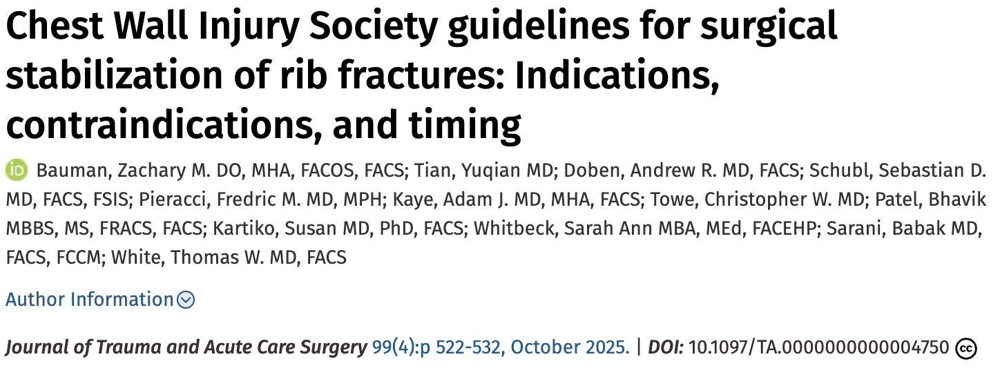 Chest Wall Injury Society guidelines for surgical
stabilization of rib fractures: Indications,
contraindications, and timing
iD Bauman, Zachary M. DO, MHA, FACOS, FACS; Tian, Yuqian MD; Doben, Andrew R. MD, FACS; Schubl, Sebastian D.
MD, FACS, FSIS; Pieracci, Fredric M. MD, MPH; Kaye, Adam J. MD, MHA, FACS; Towe, Christopher W. MD; Patel, Bhavik
MBBS, MS, FRACS, FACS; Kartiko, Susan MD, PhD, FACS; Whitbeck, Sarah Ann MBA, MEd, FACEHP; Sarani, Babak MD,
FACS, FCCM; White, Thomas W. MD, FACS
Author Information
Journal of Trauma and Acute Care Surgery 99(4):p 522-532, October 2025. | DOI: 10.1097/TA.0000000000004750 cc